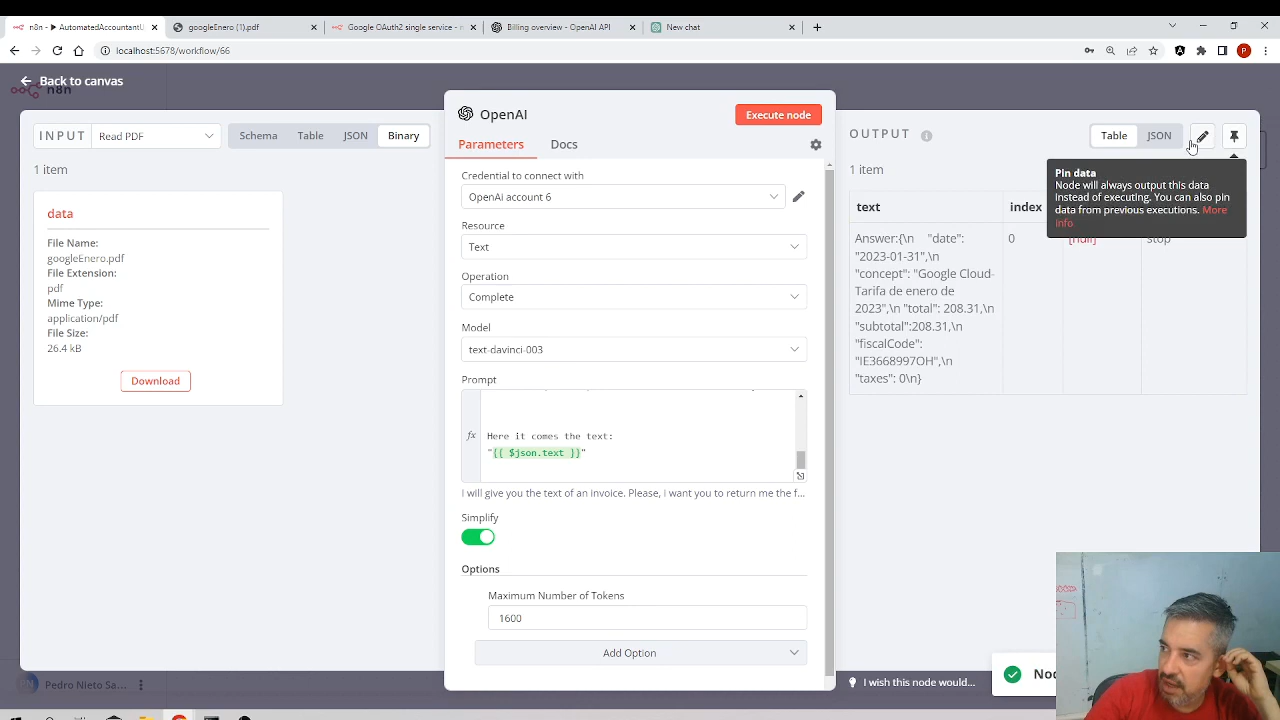 n8n - AutomatedAccountantU
googleEnero (1).pdf
Google OAuth2 single service - n
Billing overview - OpenAI API
New chat
localhost:5678/workflow/66
Back to canvas
n8n
INPUT
Read PDF
Schema
Table
JSON
Binary
1 item
data
File Name:
googleEnero.pdf
File Extension:
pdf
Mime Type:
application/pdf
File Size:
26.4 kB
Download
OpenAI
Execute node
Parameters
Docs
Credential to connect with
OpenAi account 6
Resource
Text
Operation
Complete
Model
text-davinci-003
Prompt
fx
Here it comes the text:
"{{ $json.text }}"
I will give you the text of an invoice. Please, I want you to return me the f...
Simplify
Options
Maximum Number of Tokens
1600
Add Option
OUTPUT
Table
JSON
1 item
Pin data
Node will always output this data
instead of executing. You can also pin
data from previous executions. More
info.
text
index
Answer:{\n "date":
"2023-01-31",\n
"concept": "Google Cloud-
Tarifa de enero de
2023",\n "total": 208.31,\n
"subtotal":208.31,\n
"fiscalCode":
"IE3668997OH",\n
"taxes": 0\n}
0
[null]
stop
Pedro Nieto Sa...
I wish this node would...